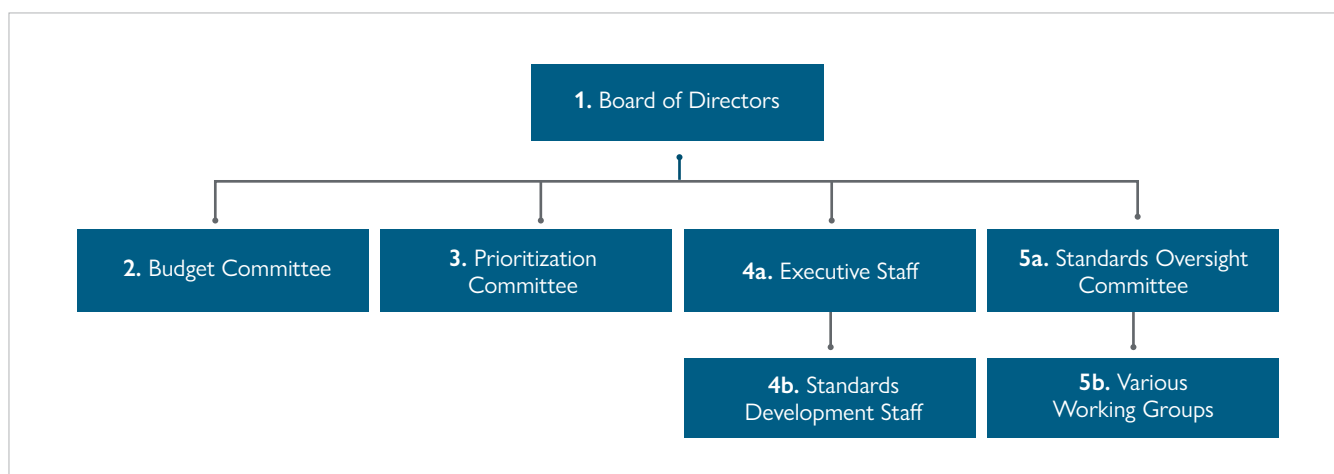 1. Board of Directors
2. Budget Committee
3. Prioritization
Committee
4a. Executive Staff
5a. Standards Oversight
Committee
4b. Standards
Development Staff
5b. Various
Working Groups